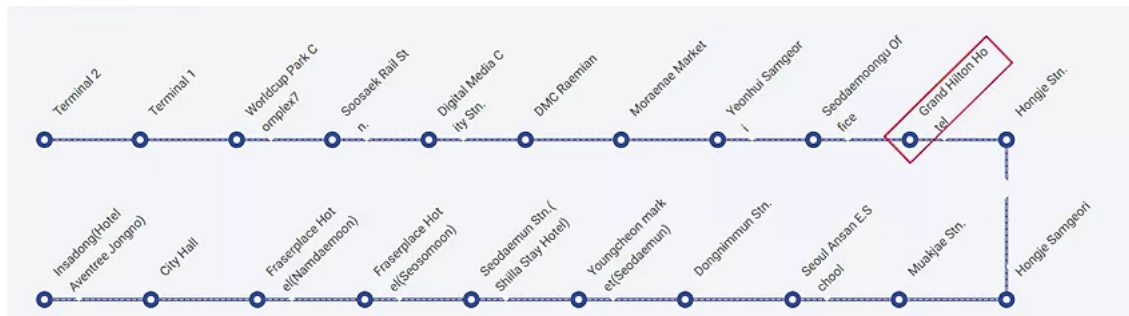 Terminal 2
Terminal 1
Worldcup Park C
omplex7
Soosaek Rail St
n.
Digital Media C
ity Stn.
DMC Raemian
Moraenae Market
Yeonhui Samgeor
i
Seodaemoongu Of
fice
Grand Hilton Ho
tel
Hongje Stn.
Insadong(Hotel
Aventree Jongno)
City Hall
Fraserplace Hot
el(Namdaemoon)
Fraserplace Hot
el(Seosomoon)
Seodaemun Stn.(
Shilla Stay Hotel)
Youngcheon mark
et(Seodaemun)
Dongnimmun Stn.
Seoul Ansan E.S
chool
Muakjae Stn.
Hongje Samgeori